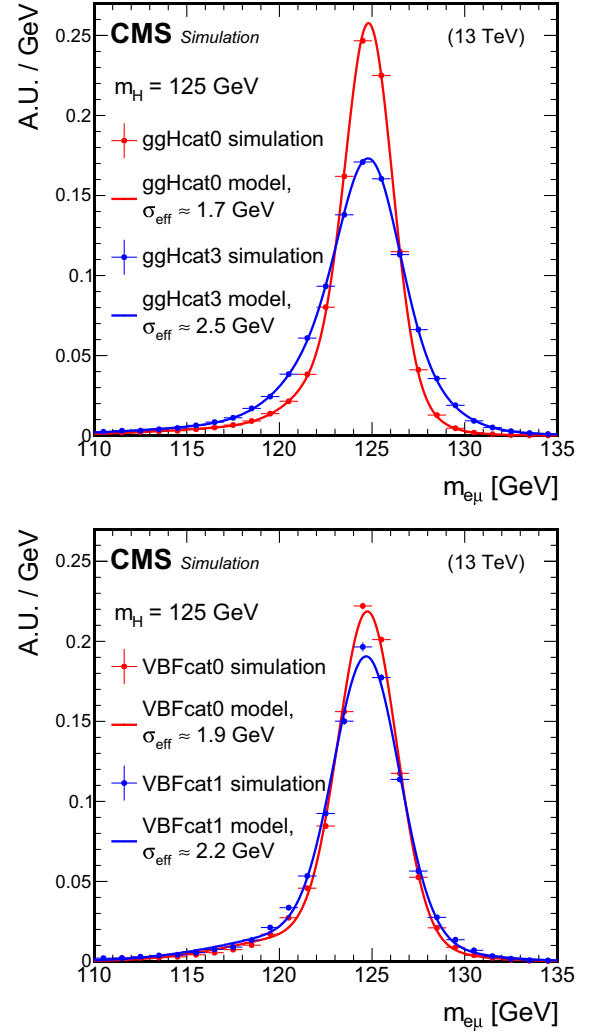 CMS Simulation (13 TeV)
m_H = 125 GeV
ggHcat0 simulation
ggHcat0 model,
σ_eff ≈ 1.7 GeV
ggHcat3 simulation
ggHcat3 model,
σ_eff ≈ 2.5 GeV
A.U. / GeV
0.25
0.2
0.15
0.1
0.05
0
110 115 120 125 130 135
m_eμ [GeV]
CMS Simulation (13 TeV)
m_H = 125 GeV
VBFcat0 simulation
VBFcat0 model,
σ_eff ≈ 1.9 GeV
VBFcat1 simulation
VBFcat1 model,
σ_eff ≈ 2.2 GeV
A.U. / GeV
0.25
0.2
0.15
0.1
0.05
0
110 115 120 125 130 135
m_eμ [GeV]